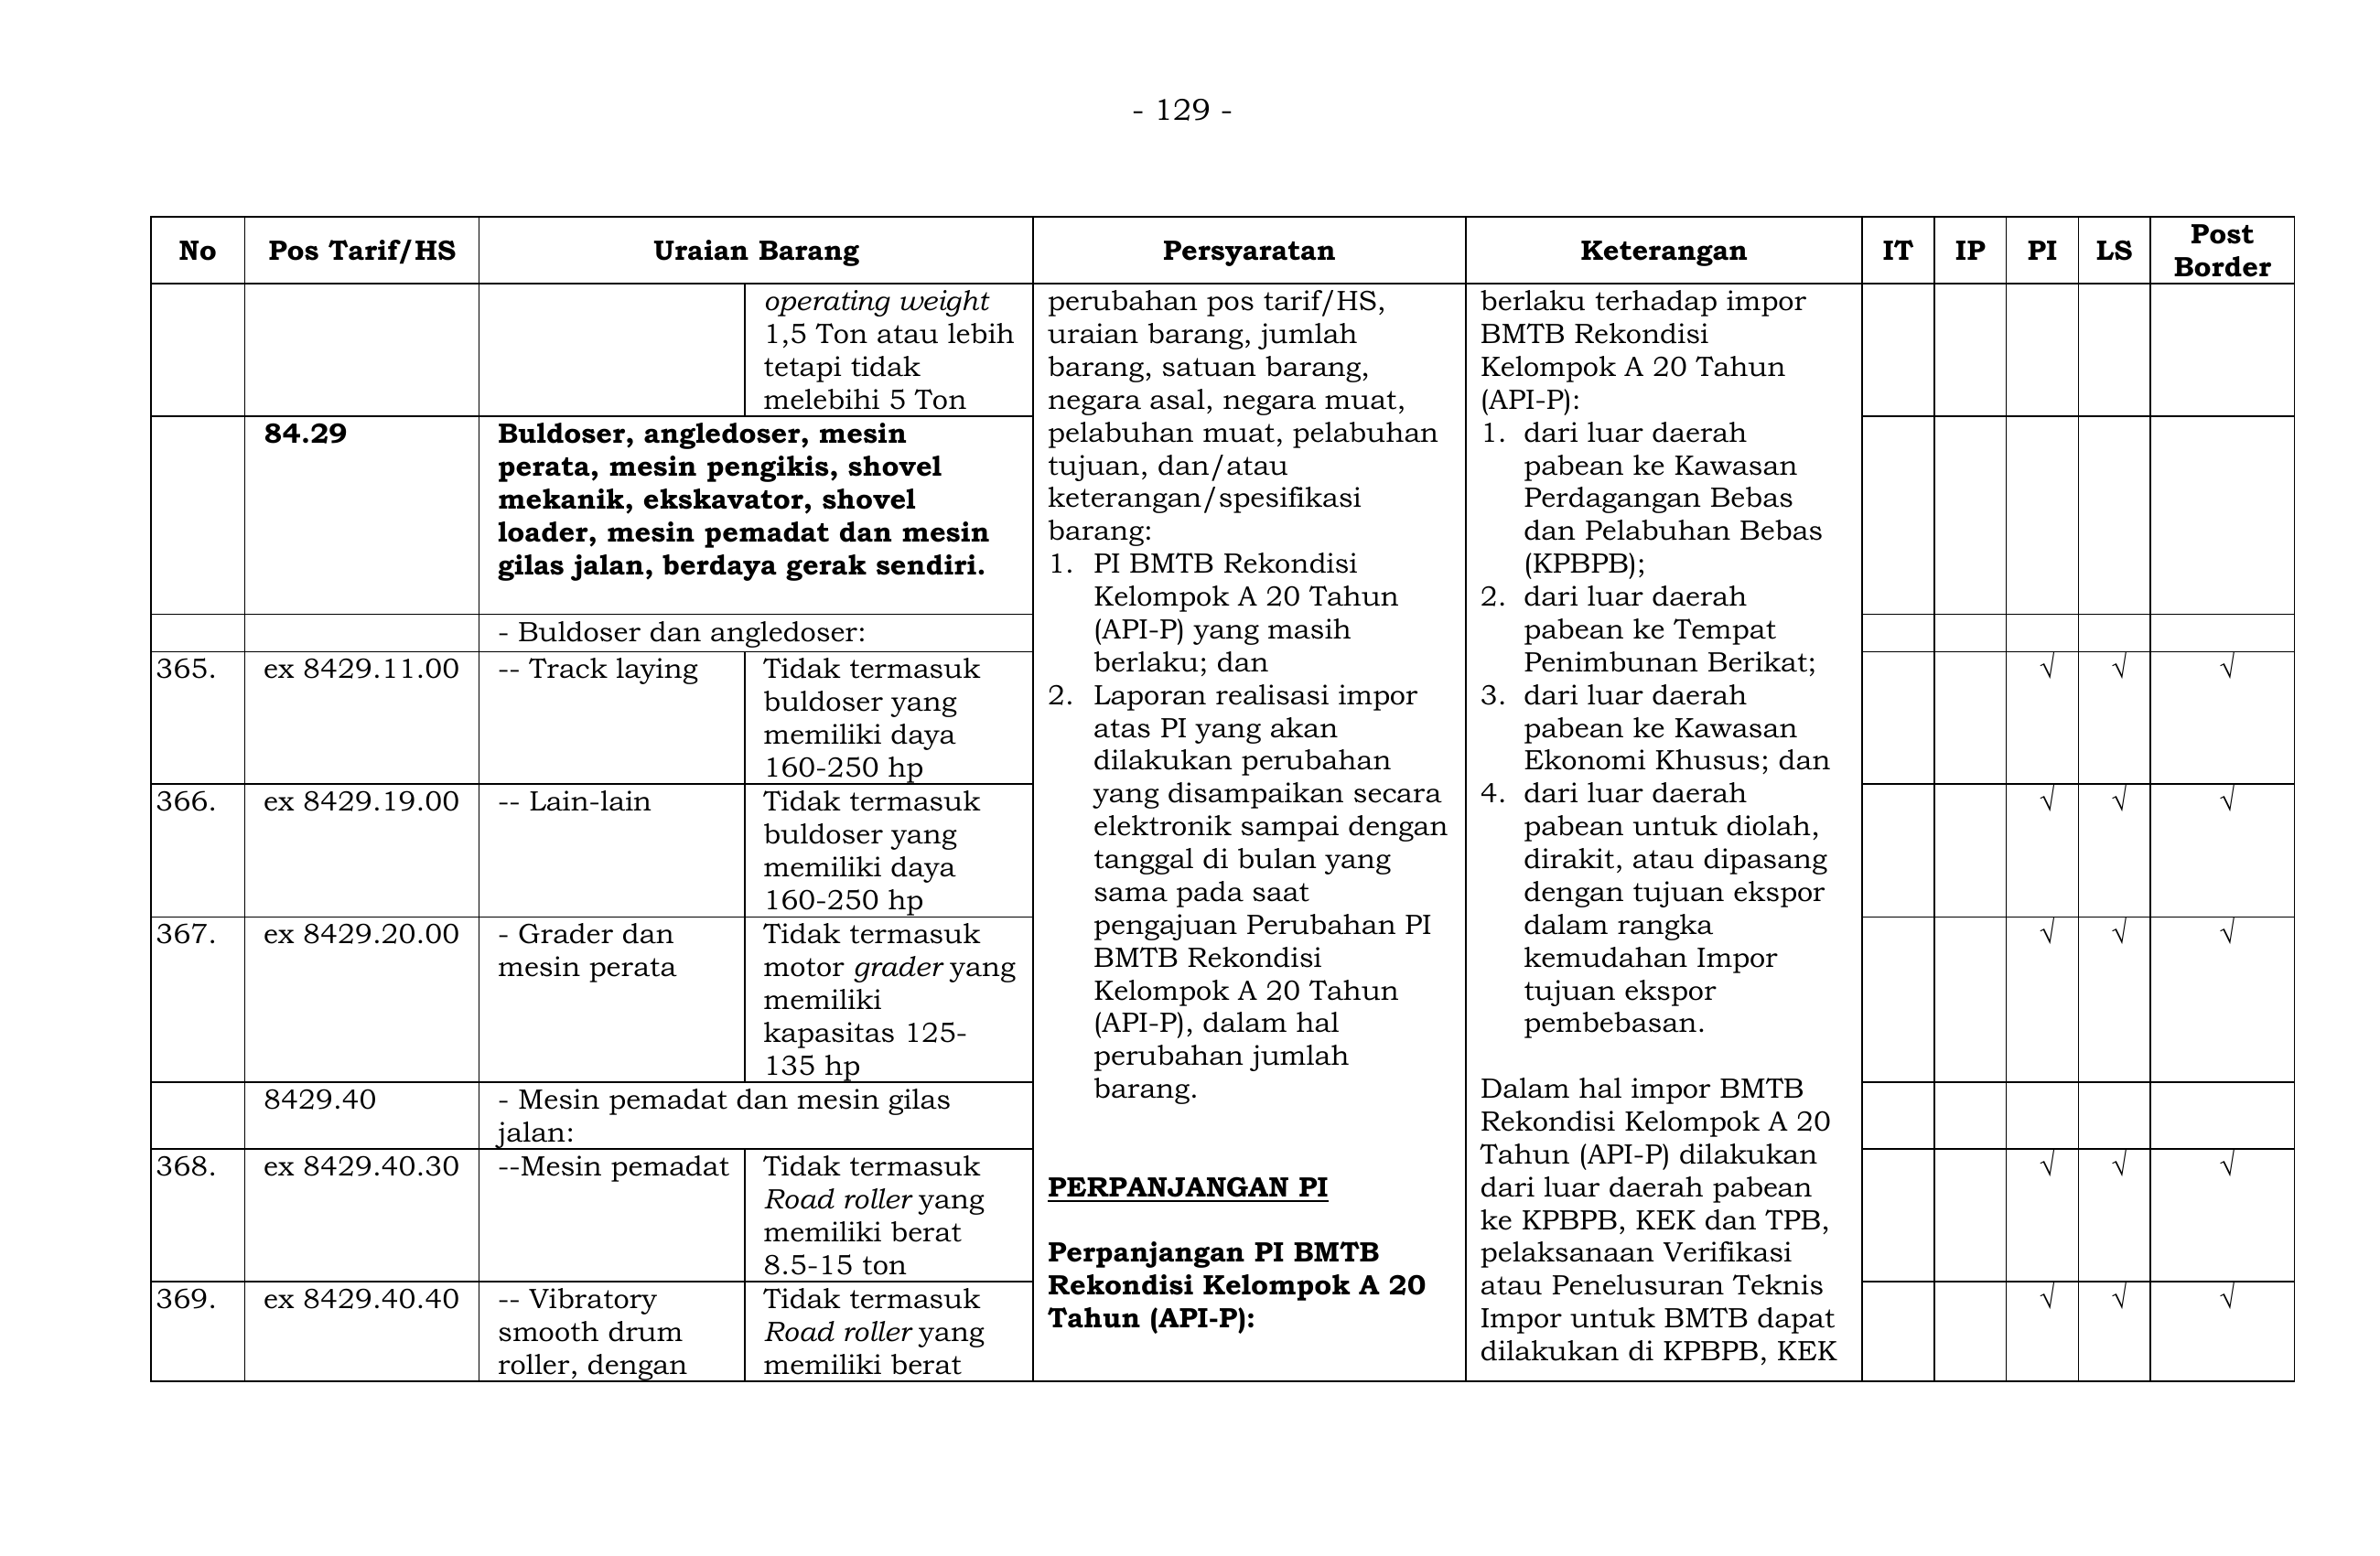 - 129 -
No
Pos Tarif/HS
Uraian Barang
Persyaratan
Keterangan
IT
IP
PI
LS
Post
Border
operating weight
1,5 Ton atau lebih
tetapi tidak
melebihi 5 Ton
84.29
Buldoser, angledoser, mesin
perata, mesin pengikis, shovel
mekanik, ekskavator, shovel
loader, mesin pemadat dan mesin
gilas jalan, berdaya gerak sendiri.
- Buldoser dan angledoser:
365.
ex 8429.11.00
-- Track laying
Tidak termasuk
buldoser yang
memiliki daya
160-250 hp
√
√
√
366.
ex 8429.19.00
-- Lain-lain
Tidak termasuk
buldoser yang
memiliki daya
160-250 hp
√
√
√
367.
ex 8429.20.00
- Grader dan
mesin perata
Tidak termasuk
motor grader yang
memiliki
kapasitas 125-
135 hp
√
√
√
8429.40
- Mesin pemadat dan mesin gilas
jalan:
368.
ex 8429.40.30
--Mesin pemadat
Tidak termasuk
Road roller yang
memiliki berat
8.5-15 ton
√
√
√
369.
ex 8429.40.40
-- Vibratory
smooth drum
roller, dengan
Tidak termasuk
Road roller yang
memiliki berat
√
√
√
perubahan pos tarif/HS,
uraian barang, jumlah
barang, satuan barang,
negara asal, negara muat,
pelabuhan muat, pelabuhan
tujuan, dan/atau
keterangan/spesifikasi
barang:
1. PI BMTB Rekondisi
Kelompok A 20 Tahun
(API-P) yang masih
berlaku; dan
2. Laporan realisasi impor
atas PI yang akan
dilakukan perubahan
yang disampaikan secara
elektronik sampai dengan
tanggal di bulan yang
sama pada saat
pengajuan Perubahan PI
BMTB Rekondisi
Kelompok A 20 Tahun
(API-P), dalam hal
perubahan jumlah
barang.
PERPANJANGAN PI
Perpanjangan PI BMTB
Rekondisi Kelompok A 20
Tahun (API-P):
berlaku terhadap impor
BMTB Rekondisi
Kelompok A 20 Tahun
(API-P):
1. dari luar daerah
pabean ke Kawasan
Perdagangan Bebas
dan Pelabuhan Bebas
(KPBPB);
2. dari luar daerah
pabean ke Tempat
Penimbunan Berikat;
3. dari luar daerah
pabean ke Kawasan
Ekonomi Khusus; dan
4. dari luar daerah
pabean untuk diolah,
dirakit, atau dipasang
dengan tujuan ekspor
dalam rangka
kemudahan Impor
tujuan ekspor
pembebasan.
Dalam hal impor BMTB
Rekondisi Kelompok A 20
Tahun (API-P) dilakukan
dari luar daerah pabean
ke KPBPB, KEK dan TPB,
pelaksanaan Verifikasi
atau Penelusuran Teknis
Impor untuk BMTB dapat
dilakukan di KPBPB, KEK